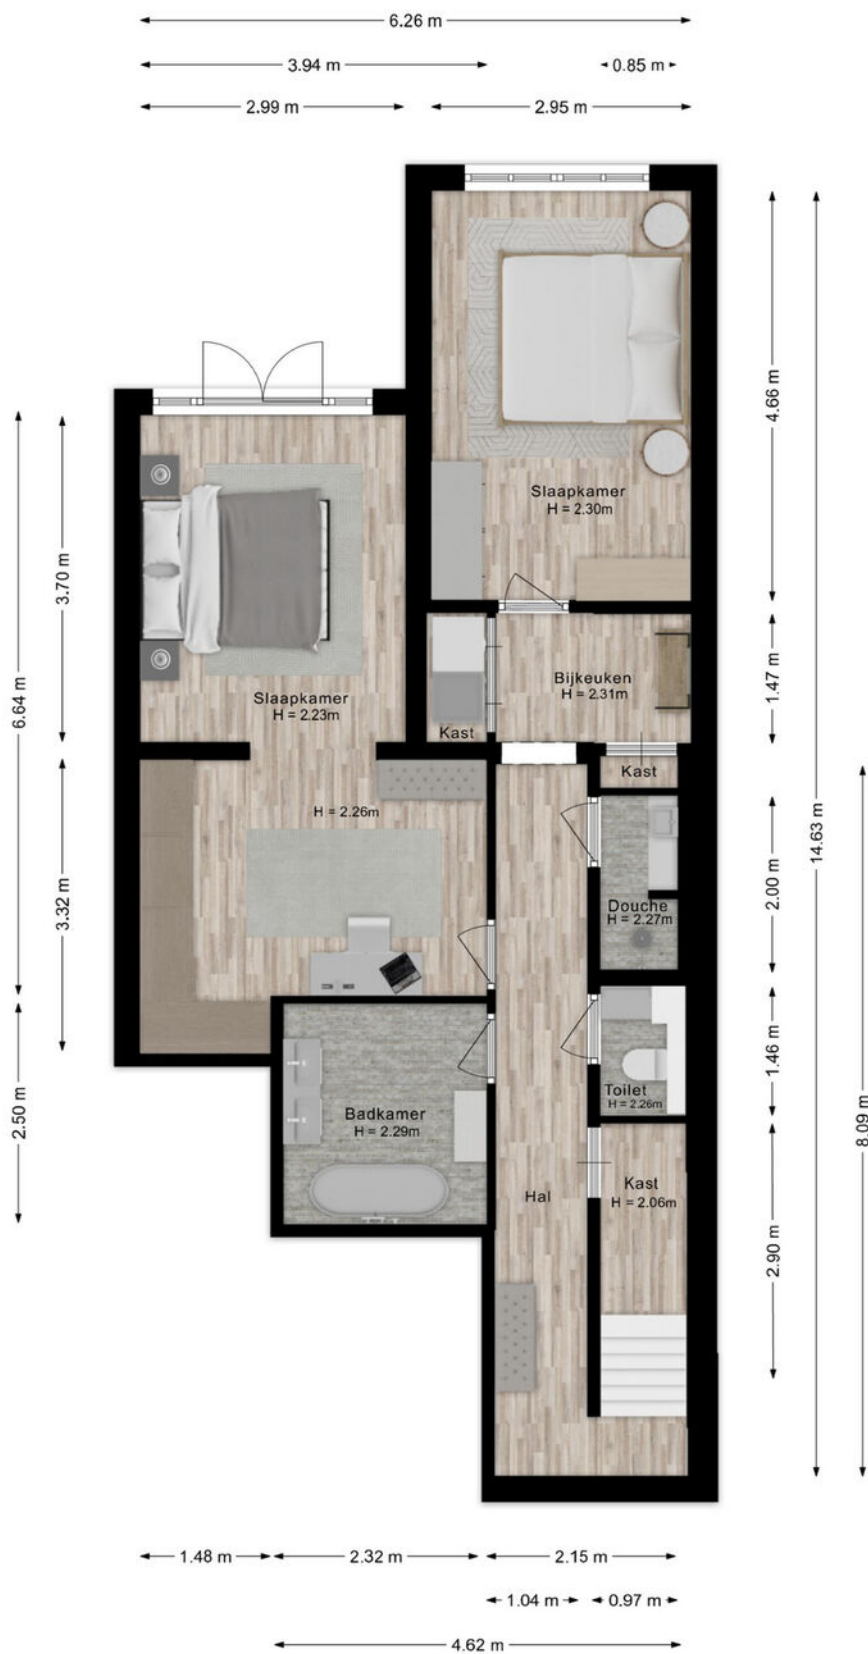 6.26 m
3.94 m
0.85 m
2.99 m
2.95 m
4.66 m
Slaapkamer
H = 2.30m
3.70 m
6.64 m
Slaapkamer
H = 2.23m
Bijkeuken
H = 2.31m
1.47 m
Kast
Kast
14.63 m
H = 2.26m
3.32 m
Douche
H = 2.27m
2.00 m
Toilet
H = 2.26m
1.46 m
2.50 m
Badkamer
H = 2.29m
8.09 m
Hal
Kast
H = 2.06m
2.90 m
1.48 m
2.32 m
2.15 m
1.04 m
0.97 m
4.62 m